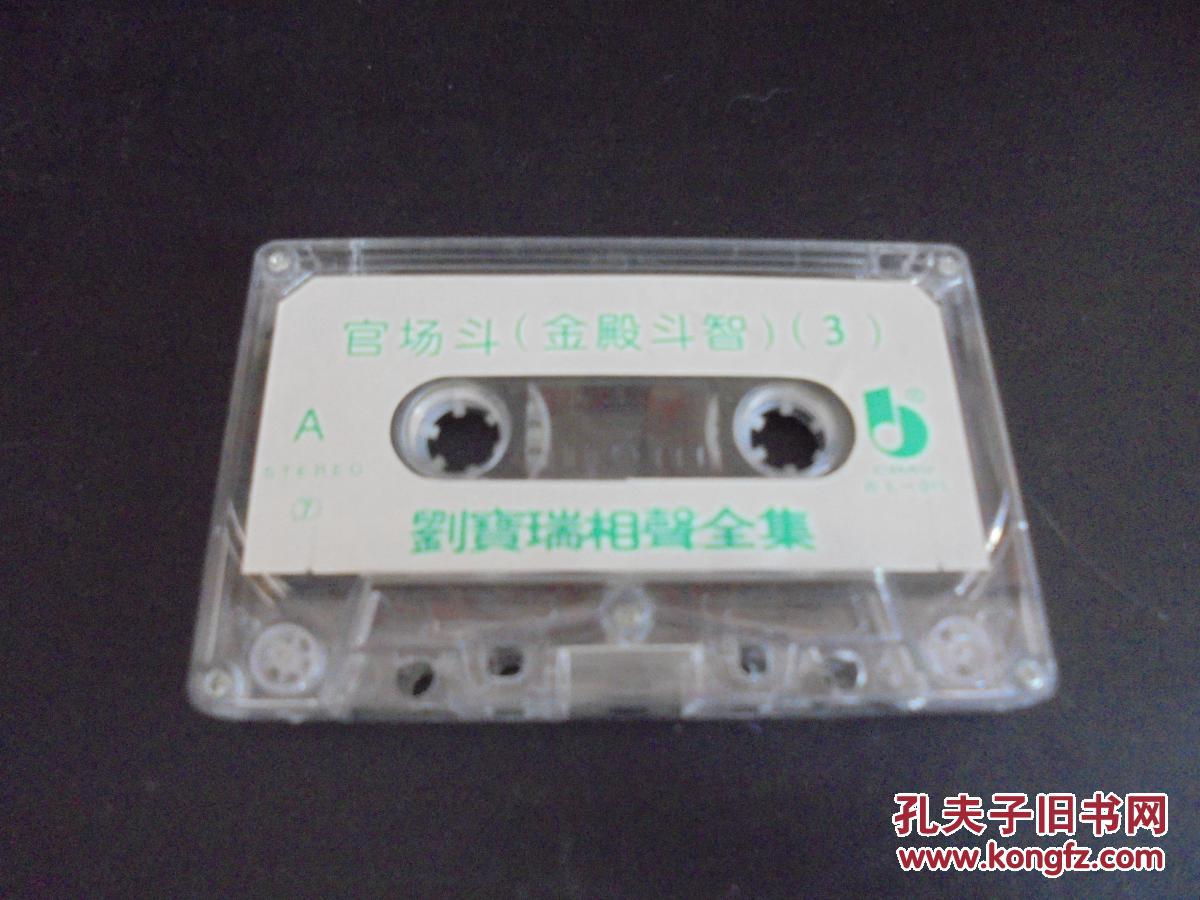 官场斗(金殿斗智)(3)
A
STEREO
⑦
®
劉寶瑞相聲全集
孔夫子旧书网
www.kongfz.com